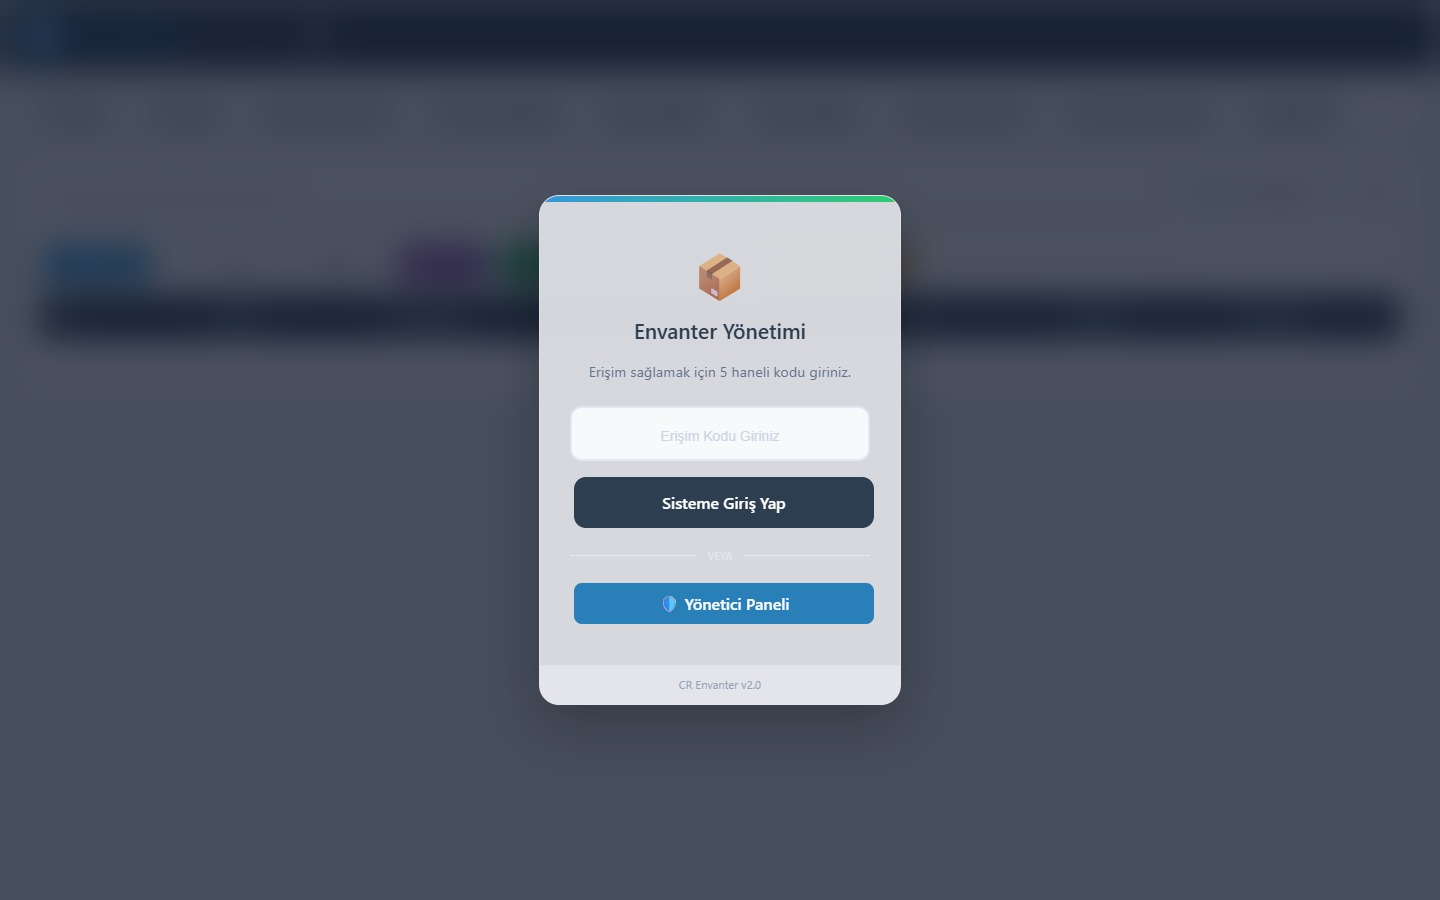 Envanter Yönetimi
Erişim sağlamak için 5 haneli kodu giriniz.
Erişim Kodu Giriniz
Sisteme Giriş Yap
VEYA
Yönetici Paneli
CR Envanter v2.0